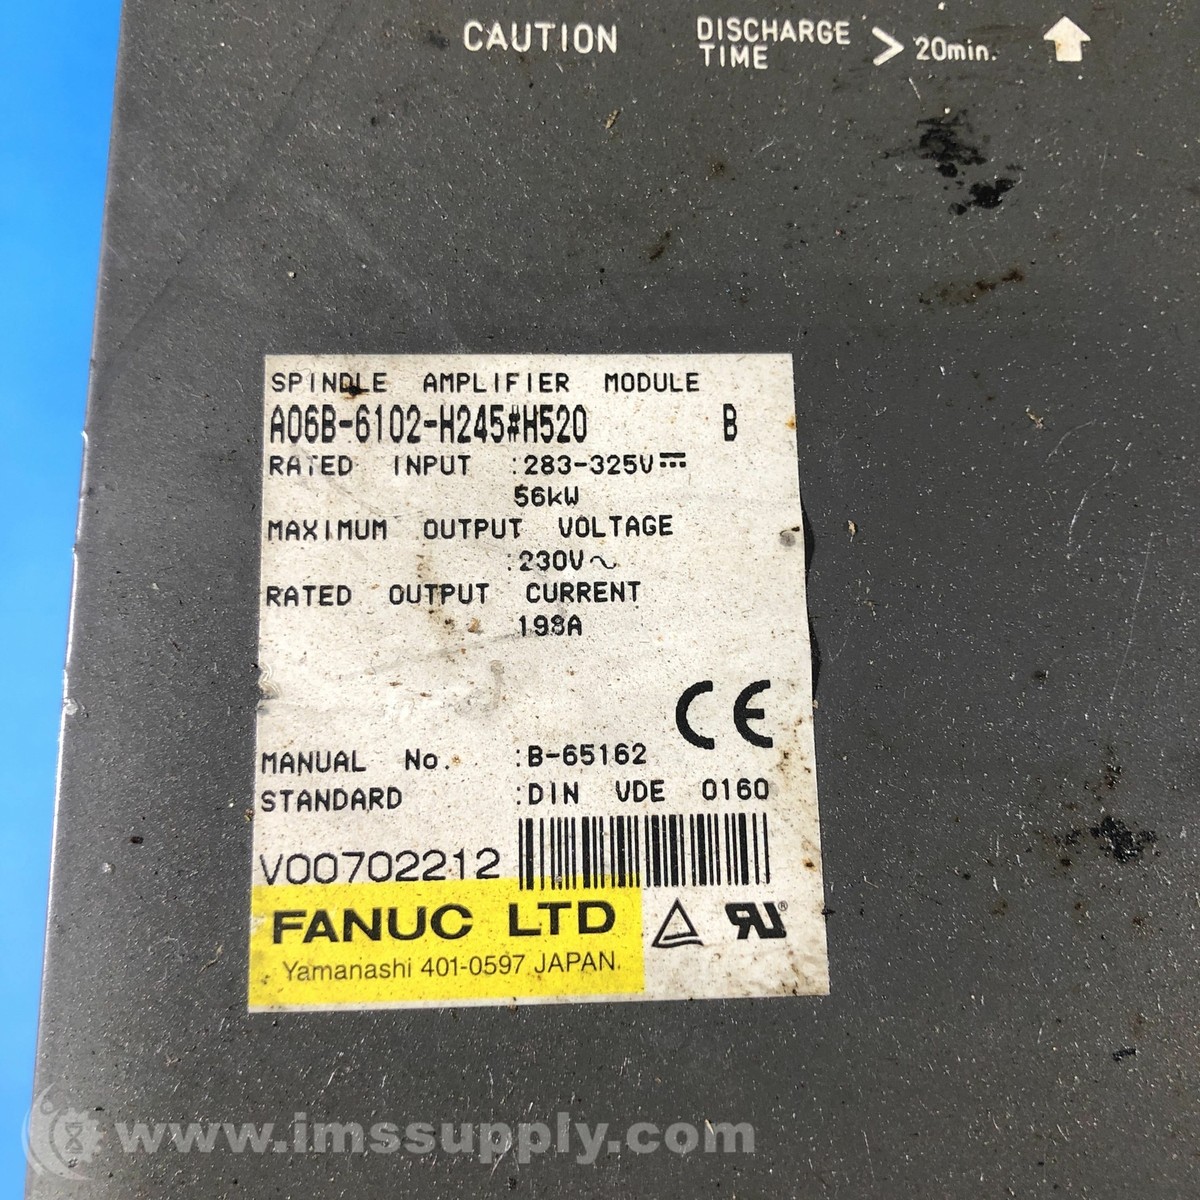 CAUTION DISCHARGE TIME > 20min.
SPINDLE AMPLIFIER MODULE
A06B-6102-H245#H520 B
RATED INPUT :283-325V⎓
56kW
MAXIMUM OUTPUT VOLTAGE
:230V~
RATED OUTPUT CURRENT
198A
CE
MANUAL No. :B-65162
STANDARD :DIN VDE 0160
V00702212
FANUC LTD
Yamanashi 401-0597 JAPAN.
www.imssupply.com